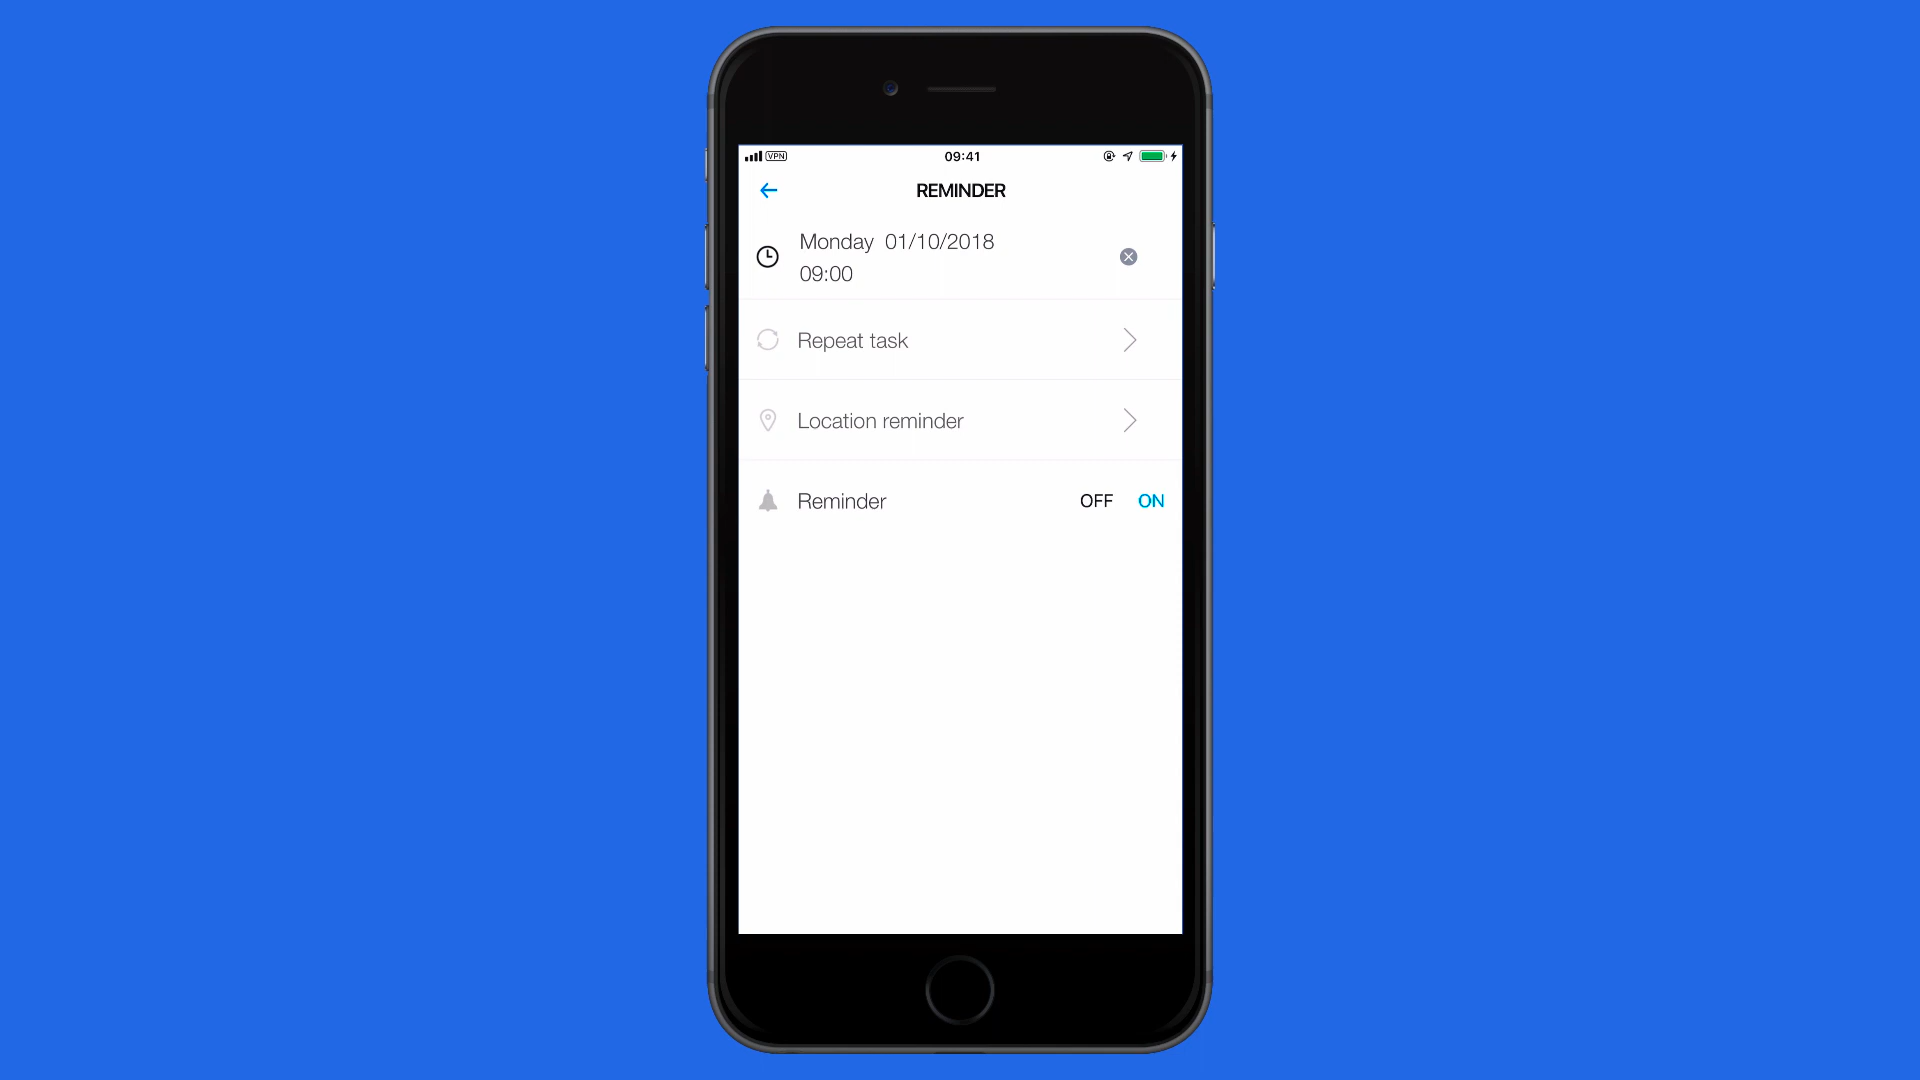 VPN 09:41
REMINDER
Monday 01/10/2018
09:00
Repeat task
Location reminder
Reminder OFF ON